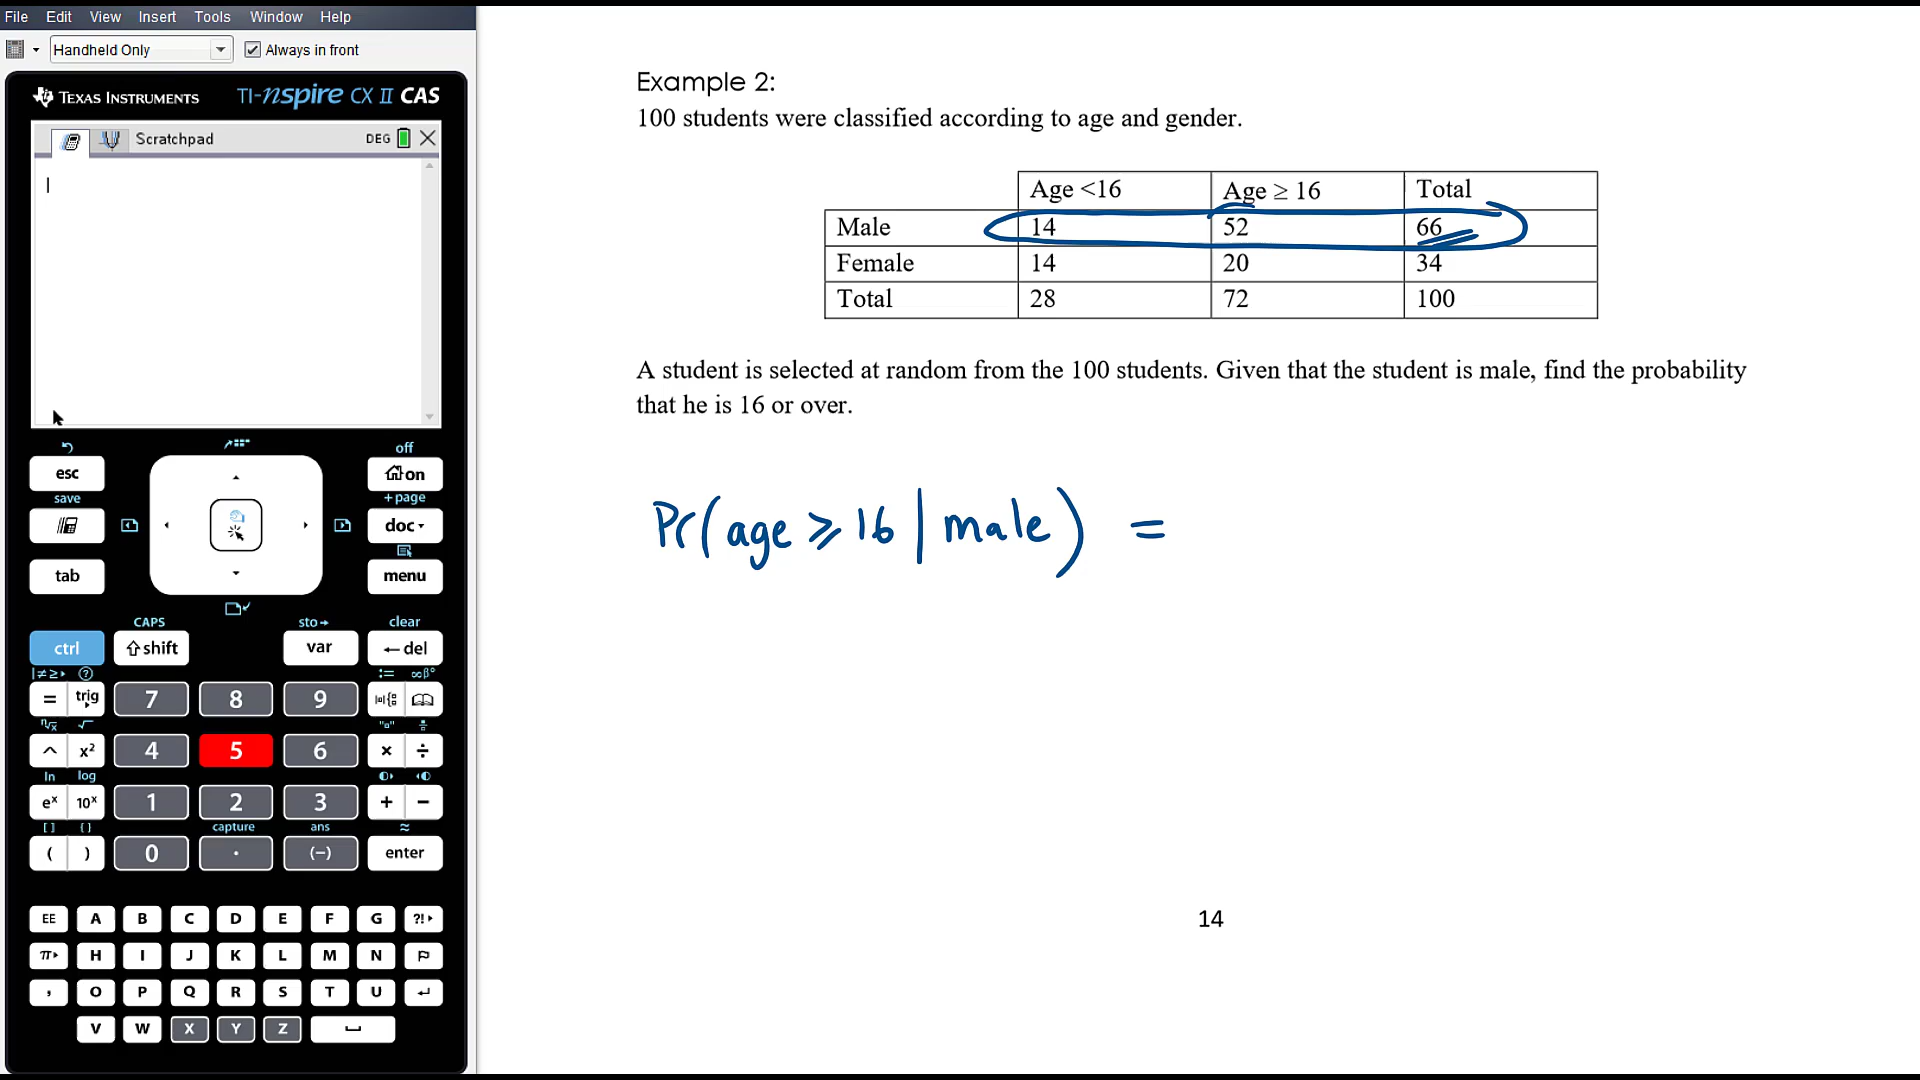 File Edit View Insert Tools Window Help
Handheld Only Always in front
TEXAS INSTRUMENTS TI-nspire CX II CAS
Scratchpad DEG
off
esc on
save + page
doc
tab menu
CAPS sto→ clear
ctrl ⇧shift var ←del
|≠≥▸ ? := ∞β°
= trig 7 8 9 |□|{
ⁿ√x √ "□" ÷
^ x² 4 5 6 × ÷
ln log
eˣ 10ˣ 1 2 3 + −
[ ] { } capture ans ≈
( ) 0 . (−) enter
EE A B C D E F G ?!▸
π▸ H I J K L M N
, O P Q R S T U ↵
V W X Y Z
Example 2:
100 students were classified according to age and gender.
Age <16 Age ≥ 16 Total
Male 14 52 66
Female 14 20 34
Total 28 72 100
A student is selected at random from the 100 students. Given that the student is male, find the probability
that he is 16 or over.
Pr(age ⩾ 16 | male) =
14